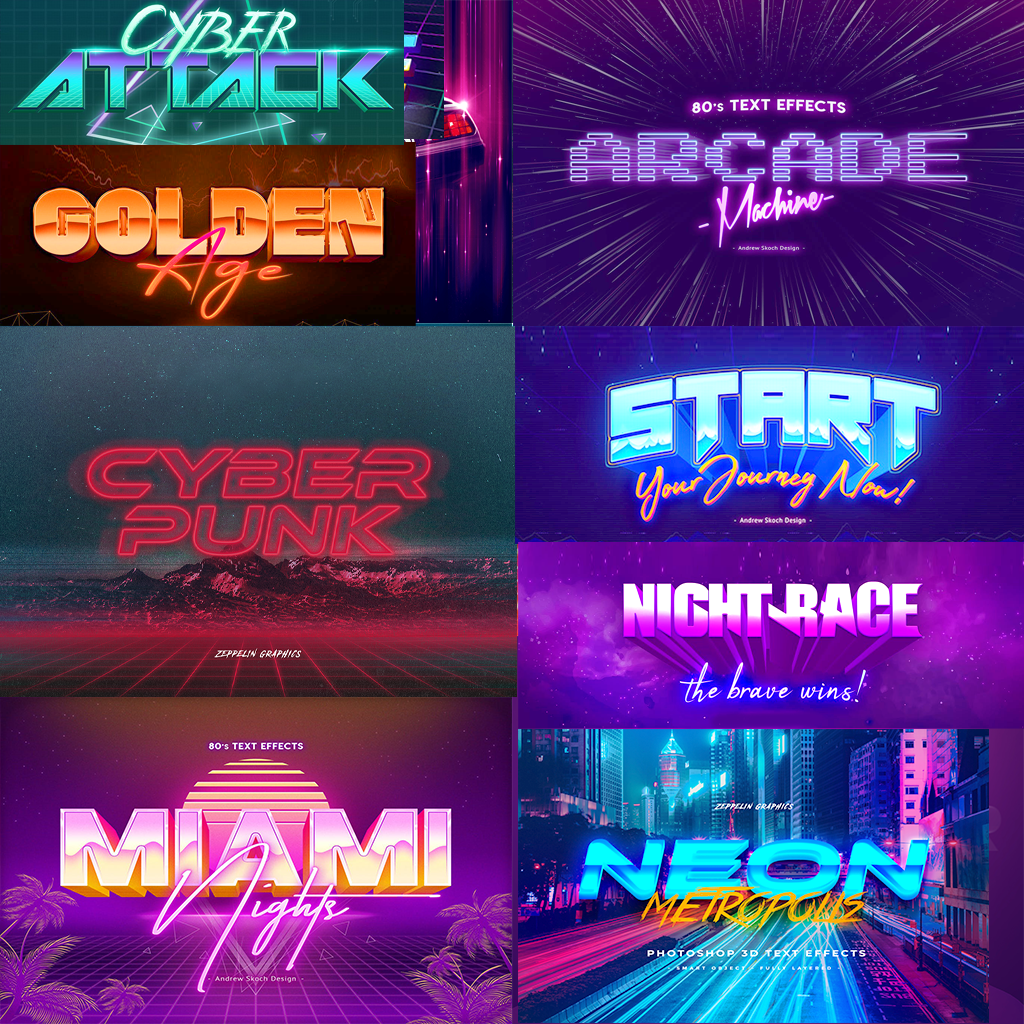 CYBER
ATTACK
GOLDEN
Age
80's TEXT EFFECTS
ARCADE
-Machine-
- Andrew Skoch Design -
CYBER
PUNK
ZEPPELIN GRAPHICS
START
Your Journey Now!
- Andrew Skoch Design -
NIGHT RACE
the brave wins!
80's TEXT EFFECTS
MIAMI
Nights
- Andrew Skoch Design -
ZEPPELIN GRAPHICS
NEON
METROPOLIS
PHOTOSHOP 3D TEXT EFFECTS
- SMART OBJECT - FULLY LAYERED -